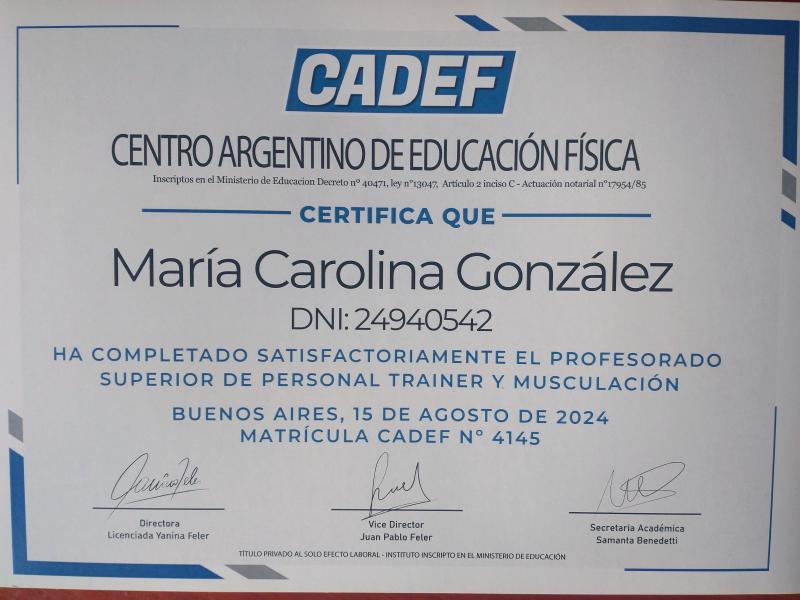 CADEF
CENTRO ARGENTINO DE EDUCACIÓN FÍSICA
Inscriptos en el Ministerio de Educacion Decreto nº 40471, ley n°13047, Artículo 2 inciso C - Actuación notarial n°17954/85
CERTIFICA QUE
María Carolina González
DNI: 24940542
HA COMPLETADO SATISFACTORIAMENTE EL PROFESORADO
SUPERIOR DE PERSONAL TRAINER Y MUSCULACIÓN
BUENOS AIRES, 15 DE AGOSTO DE 2024
MATRÍCULA CADEF Nº 4145
Directora
Licenciada Yanina Feler
Vice Director
Juan Pablo Feler
Secretaria Académica
Samanta Benedetti
TÍTULO PRIVADO AL SOLO EFECTO LABORAL - INSTITUTO INSCRIPTO EN EL MINISTERIO DE EDUCACIÓN